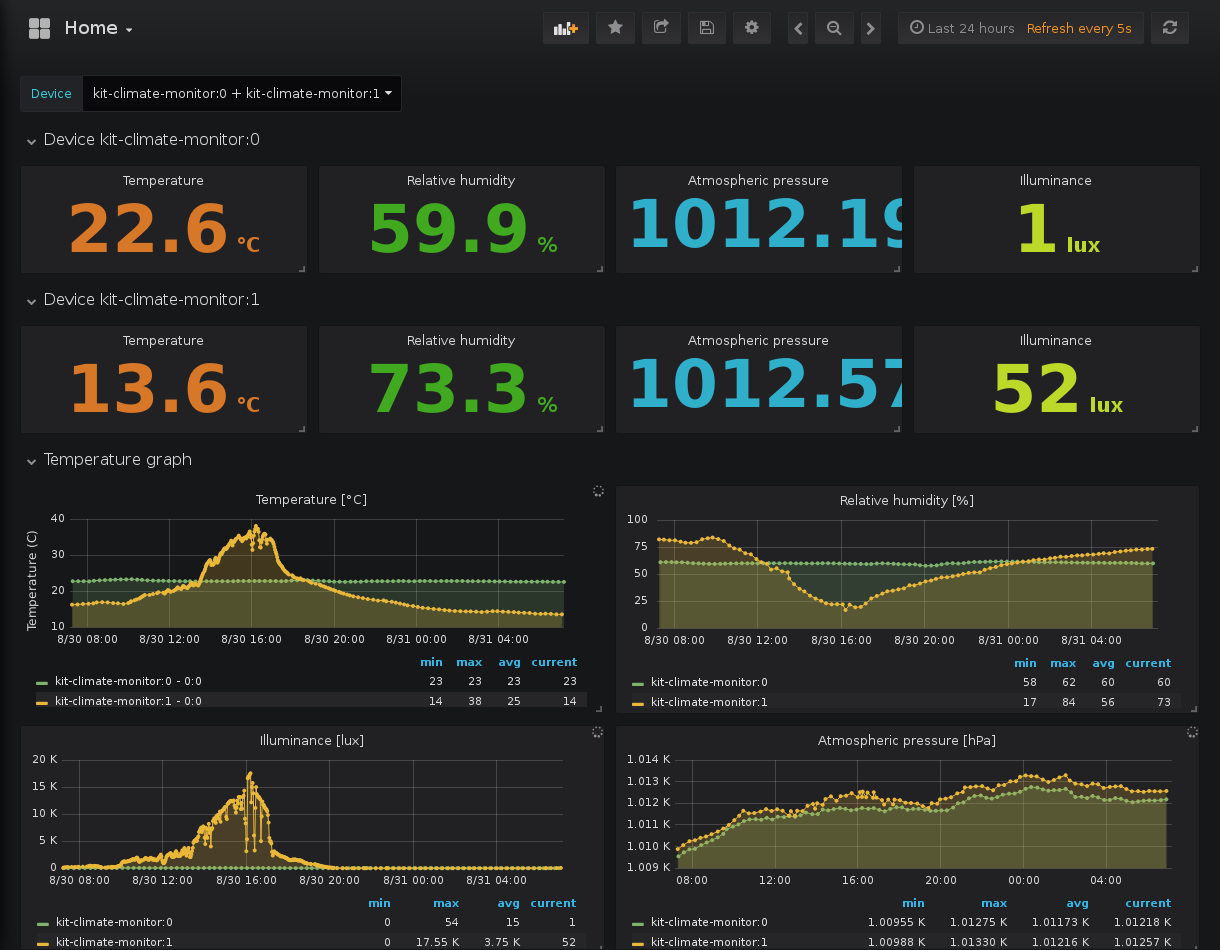 Home
Last 24 hours Refresh every 5s
Device kit-climate-monitor:0 + kit-climate-monitor:1
Device kit-climate-monitor:0
Temperature Relative humidity Atmospheric pressure Illuminance
22.6 °C 59.9 % 1012.19 1 lux
Device kit-climate-monitor:1
Temperature Relative humidity Atmospheric pressure Illuminance
13.6 °C 73.3 % 1012.57 52 lux
Temperature graph
Temperature [°C]
Temperature (C)
40
30
20
10
8/30 08:00 8/30 12:00 8/30 16:00 8/30 20:00 8/31 00:00 8/31 04:00
min max avg current
kit-climate-monitor:0 - 0:0 23 23 23 23
kit-climate-monitor:1 - 0:0 14 38 25 14
Relative humidity [%]
100
75
50
25
0
8/30 08:00 8/30 12:00 8/30 16:00 8/30 20:00 8/31 00:00 8/31 04:00
min max avg current
kit-climate-monitor:0 58 62 60 60
kit-climate-monitor:1 17 84 56 73
Illuminance [lux]
20 K
15 K
10 K
5 K
0
8/30 08:00 8/30 12:00 8/30 16:00 8/30 20:00 8/31 00:00 8/31 04:00
min max avg current
kit-climate-monitor:0 0 54 15 1
kit-climate-monitor:1 0 17.55 K 3.75 K 52
Atmospheric pressure [hPa]
1.014 K
1.013 K
1.012 K
1.011 K
1.010 K
1.009 K
08:00 12:00 16:00 20:00 00:00 04:00
min max avg current
kit-climate-monitor:0 1.00955 K 1.01275 K 1.01173 K 1.01218 K
kit-climate-monitor:1 1.00988 K 1.01330 K 1.01216 K 1.01257 K